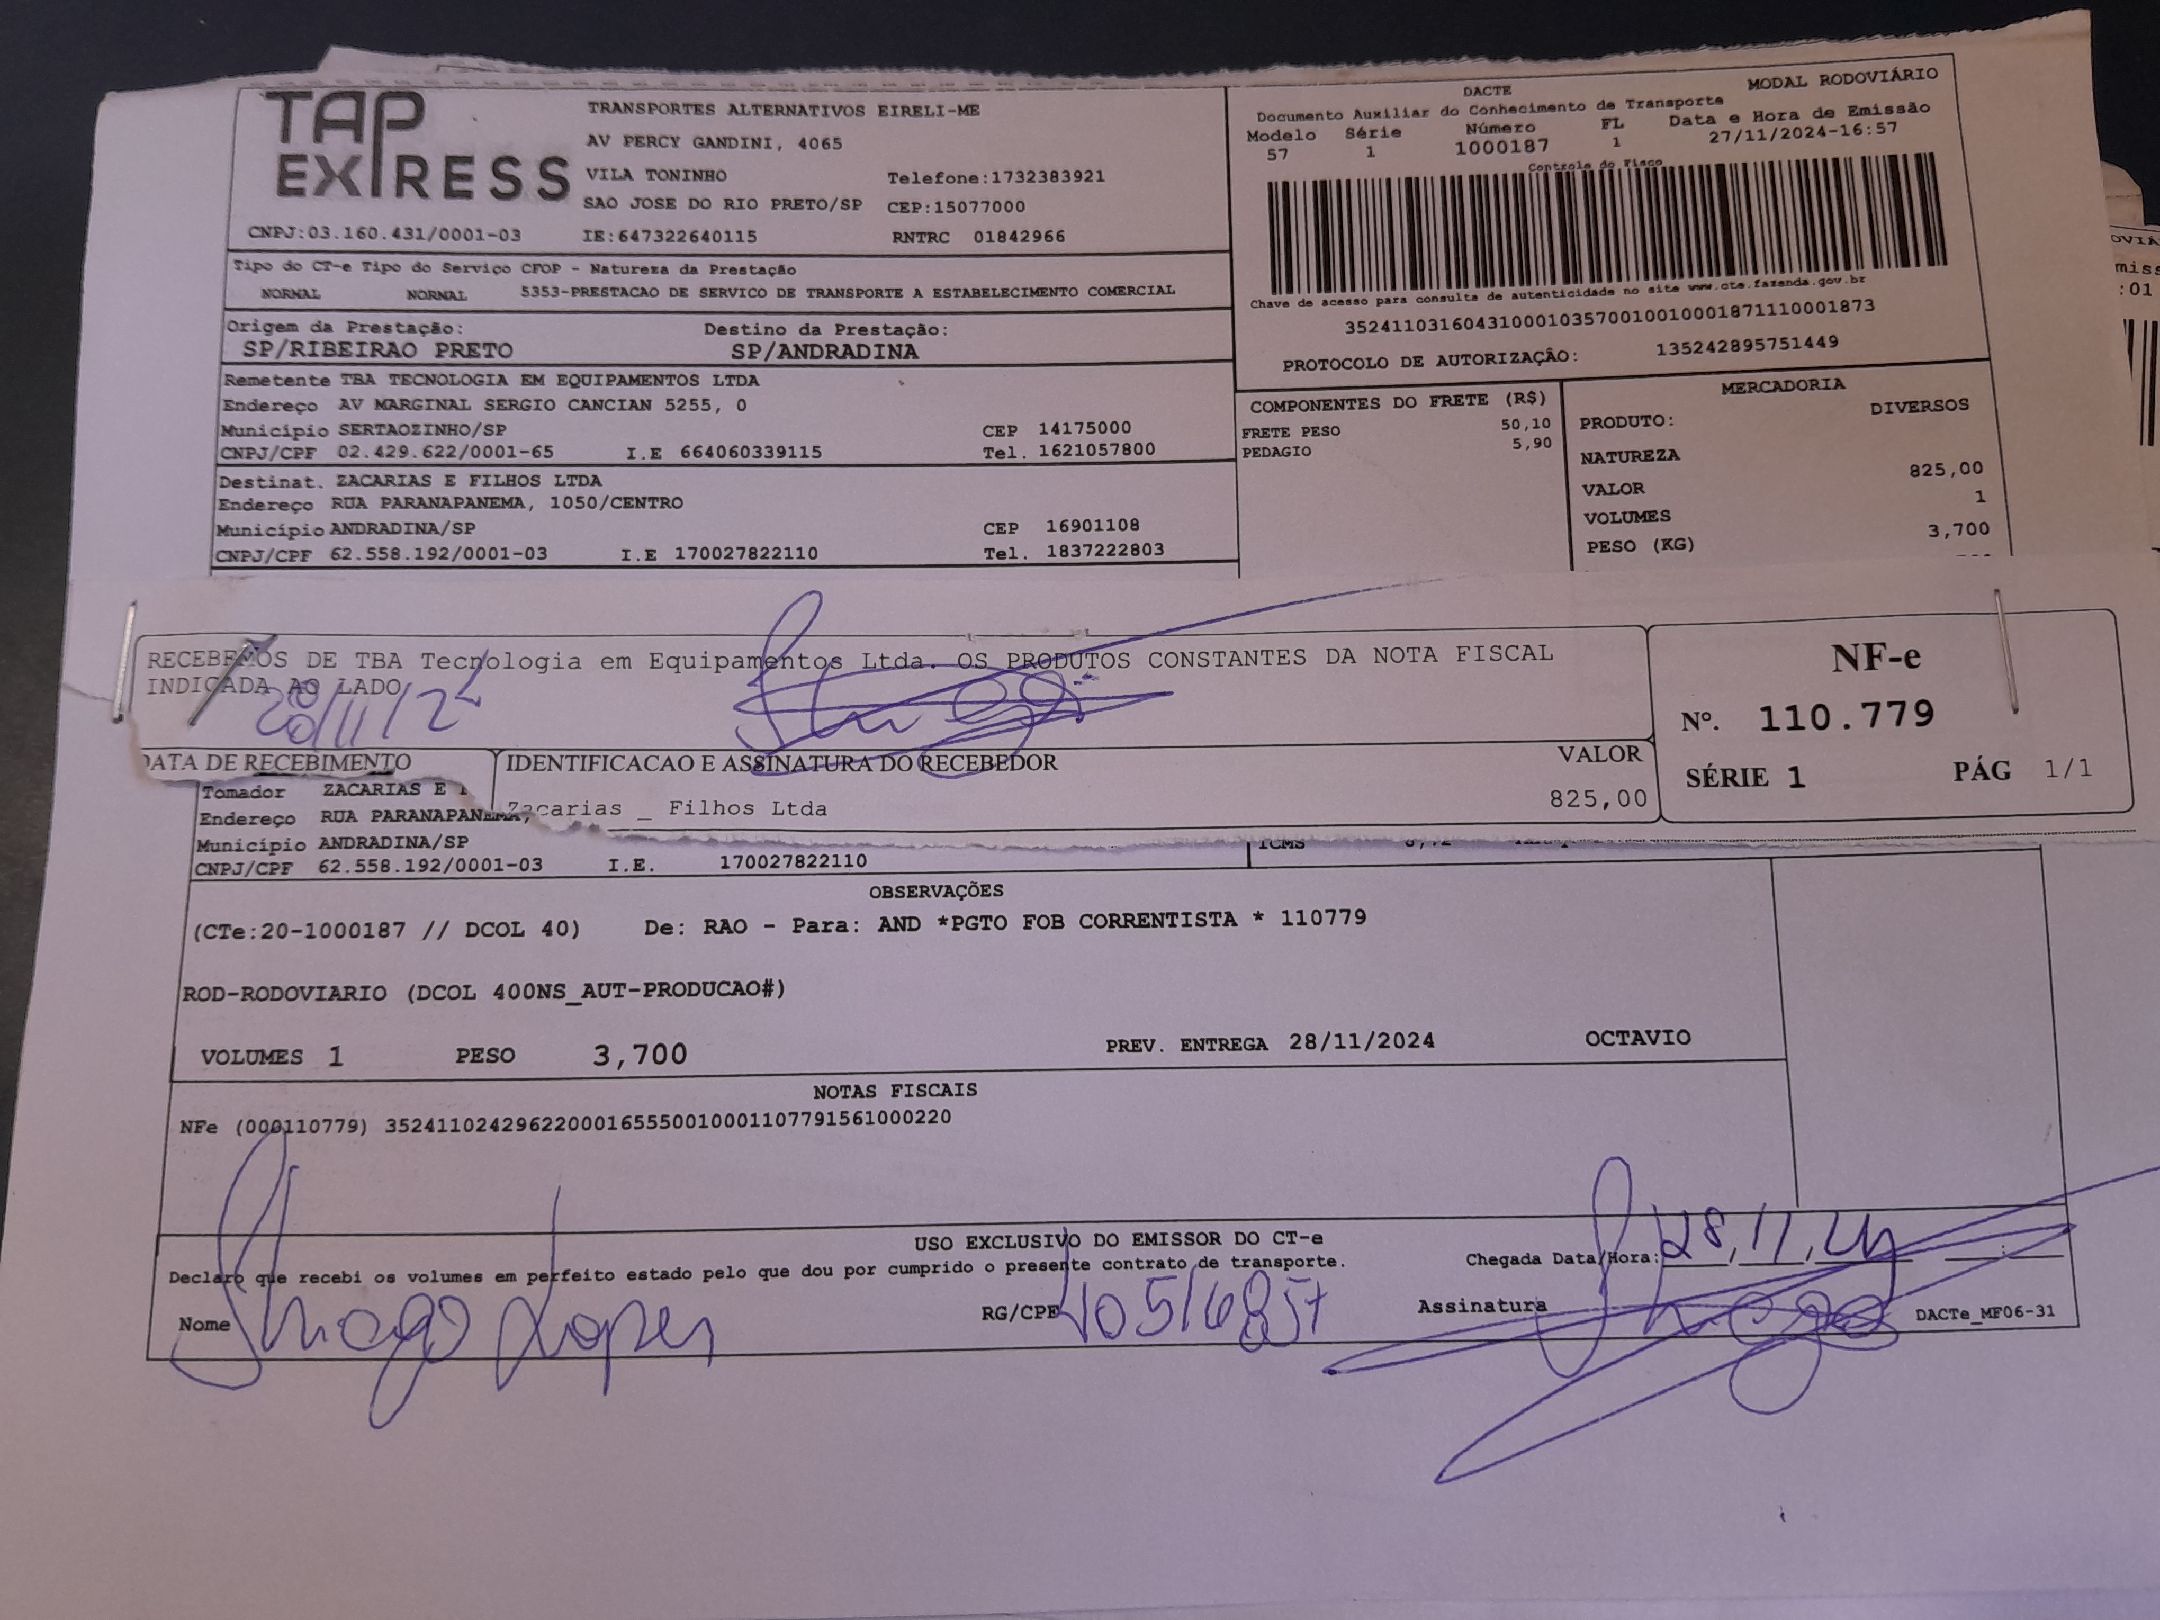 TAP EXPRESS
TRANSPORTES ALTERNATIVOS EIRELI-ME
AV PERCY GANDINI, 4065
VILA TONINHO Telefone:1732383921
SAO JOSE DO RIO PRETO/SP CEP:15077000
CNPJ:03.160.431/0001-03 IE:647322640115 RNTRC 01842966
DACTE MODAL RODOVIÁRIO
Documento Auxiliar do Conhecimento de Transporte
Modelo Série Número FL Data e Hora de Emissão
57 1 1000187 1 27/11/2024-16:57
Controle do Fisco
Chave de acesso para consulta de autenticidade no site www.cte.fazenda.gov.br
35241103160431000103570010010001871110001873
PROTOCOLO DE AUTORIZAÇÂO: 135242895751449
Tipo do CT-e Tipo do Serviço CFOP - Natureza da Prestação
NORMAL NORMAL 5353-PRESTACAO DE SERVICO DE TRANSPORTE A ESTABELECIMENTO COMERCIAL
Origem da Prestação: Destino da Prestação:
SP/RIBEIRAO PRETO SP/ANDRADINA
Remetente TBA TECNOLOGIA EM EQUIPAMENTOS LTDA
Endereço AV MARGINAL SERGIO CANCIAN 5255, 0
Município SERTAOZINHO/SP CEP 14175000
CNPJ/CPF 02.429.622/0001-65 I.E 664060339115 Tel. 1621057800
Destinat. ZACARIAS E FILHOS LTDA
Endereço RUA PARANAPANEMA, 1050/CENTRO
Município ANDRADINA/SP CEP 16901108
CNPJ/CPF 62.558.192/0001-03 I.E 170027822110 Tel. 1837222803
COMPONENTES DO FRETE (R$)
FRETE PESO 50,10
PEDAGIO 5,90
MERCADORIA
PRODUTO: DIVERSOS
NATUREZA
VALOR 825,00
VOLUMES 1
PESO (KG) 3,700
RECEBEMOS DE TBA Tecnologia em Equipamentos Ltda. OS PRODUTOS CONSTANTES DA NOTA FISCAL
INDICADA AO LADO
28/11/24
DATA DE RECEBIMENTO IDENTIFICACAO E ASSINATURA DO RECEBEDOR VALOR
Zacarias _ Filhos Ltda 825,00
NF-e
Nº. 110.779
SÉRIE 1 PÁG 1/1
Tomador ZACARIAS E
Endereço RUA PARANAPANEMA,
Município ANDRADINA/SP
CNPJ/CPF 62.558.192/0001-03 I.E. 170027822110
ICMS
OBSERVAÇÕES
(CTe:20-1000187 // DCOL 40) De: RAO - Para: AND *PGTO FOB CORRENTISTA * 110779
ROD-RODOVIARIO (DCOL 400NS_AUT-PRODUCAO#)
VOLUMES 1 PESO 3,700 PREV. ENTREGA 28/11/2024 OCTAVIO
NOTAS FISCAIS
NFe (000110779) 35241102429622000165550010001107791561000220
USO EXCLUSIVO DO EMISSOR DO CT-e
Declaro que recebi os volumes em perfeito estado pelo que dou por cumprido o presente contrato de transporte.
Chegada Data/Hora: 28,11,24
Nome Thiago Lopes RG/CPF Assinatura
DACTe_MF06-31